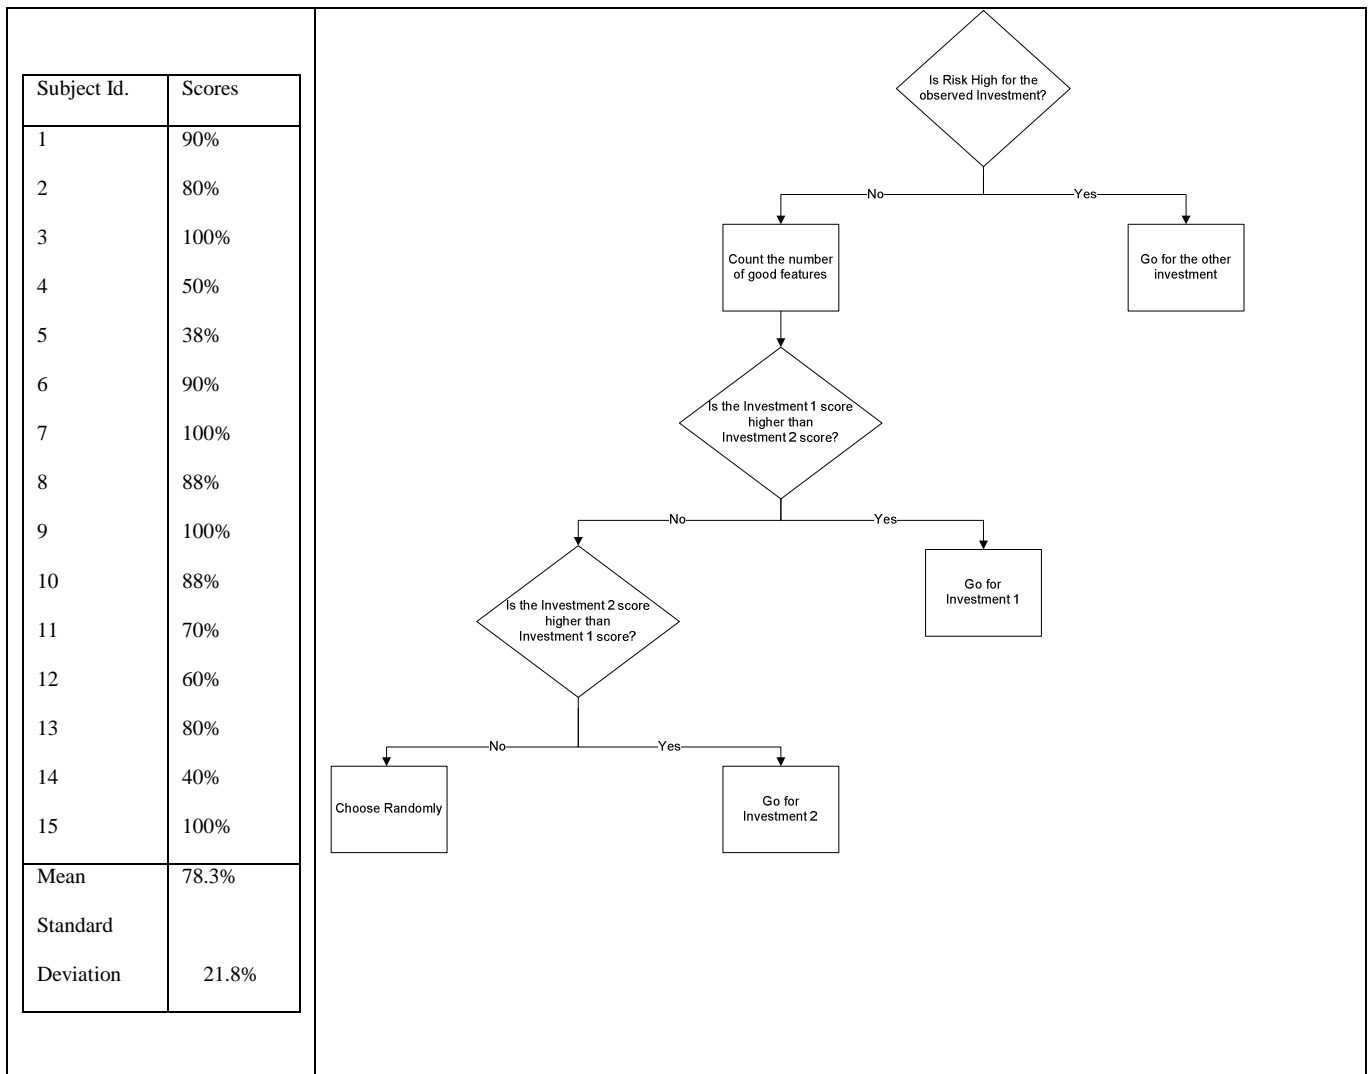 Subject Id. Scores
1 90%
2 80%
3 100%
4 50%
5 38%
6 90%
7 100%
8 88%
9 100%
10 88%
11 70%
12 60%
13 80%
14 40%
15 100%
Mean 78.3%
Standard
Deviation 21.8%
Is Risk High for the
observed Investment?
No
Yes
Count the number
of good features
Go for the other
investment
Is the Investment 1 score
higher than
Investment 2 score?
No
Yes
Is the Investment 2 score
higher than
Investment 1 score?
Go for
Investment 1
No
Yes
Choose Randomly
Go for
Investment 2